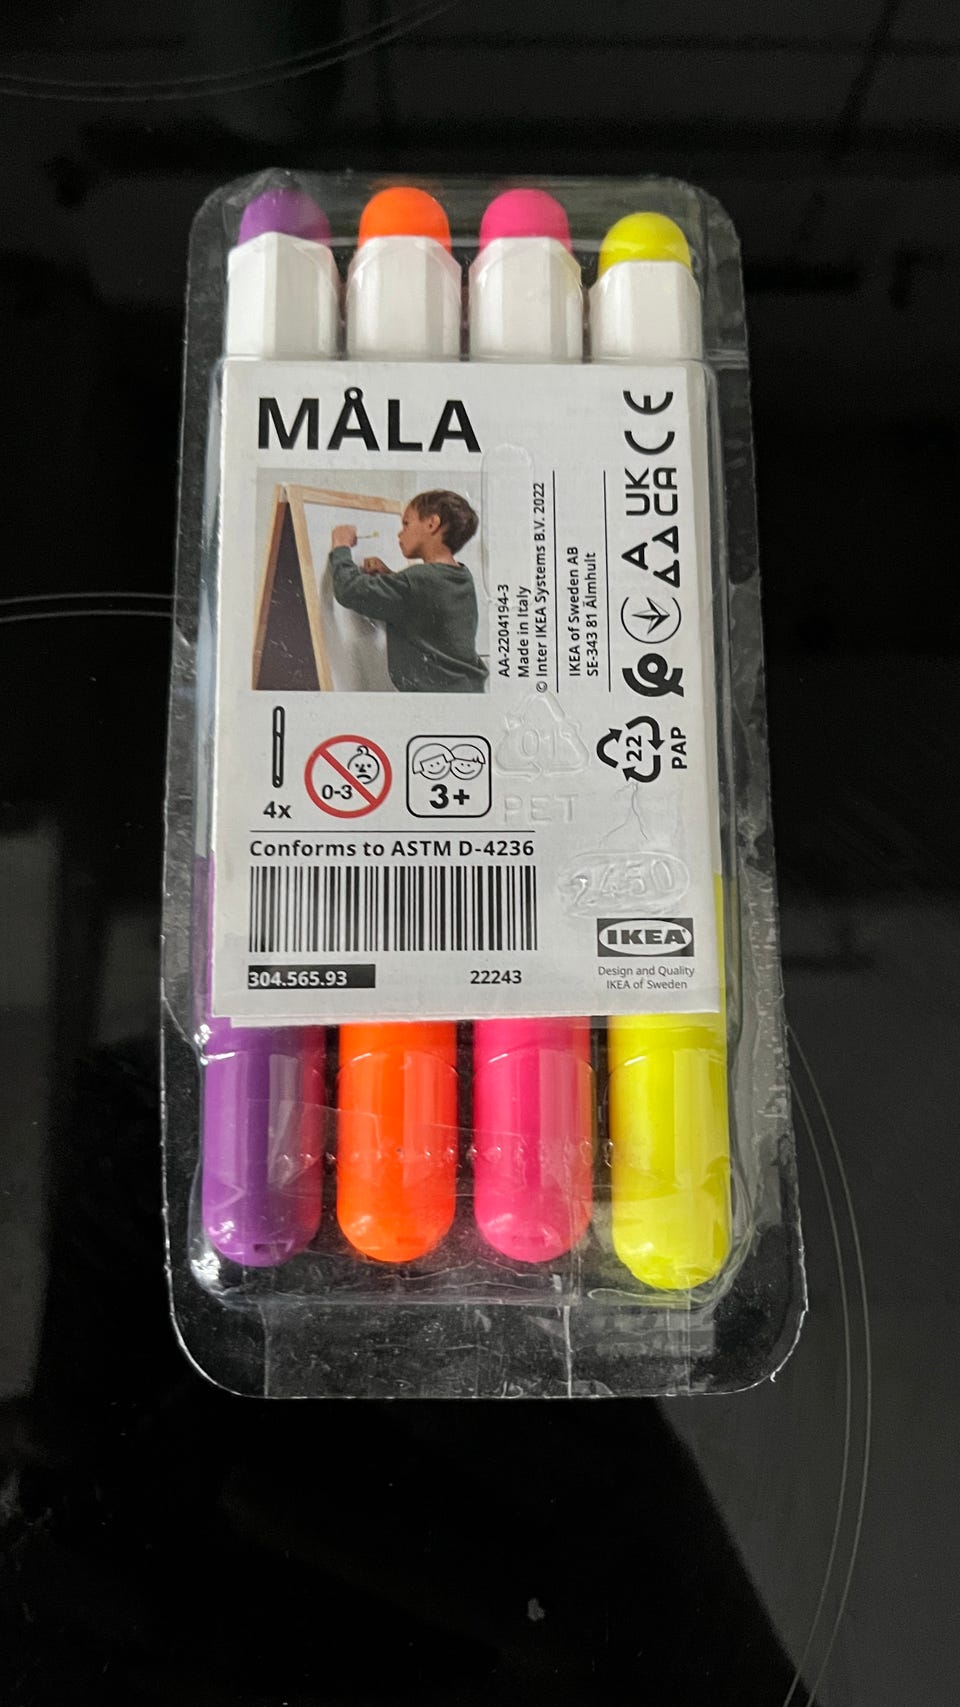 MÅLA
AA-2204194-3
Made in Italy
© Inter IKEA Systems B.V. 2022
IKEA of Sweden AB
SE-343 81 Älmhult
CE
UK
CA
22
PAP
4x
0-3
3+
01
PET
Conforms to ASTM D-4236
2450
304.565.93
22243
IKEA
Design and Quality
IKEA of Sweden